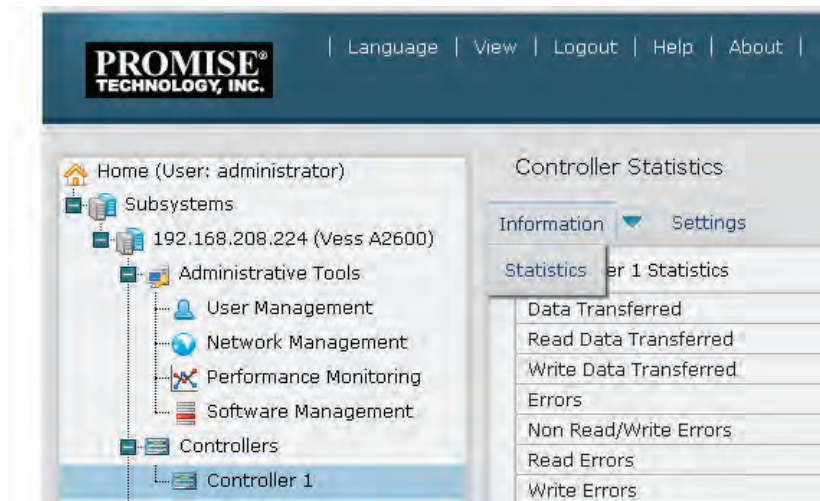 PROMISE®
TECHNOLOGY, INC.
| Language | View | Logout | Help | About |
Home (User: administrator)
Subsystems
192.168.208.224 (Vess A2600)
Administrative Tools
User Management
Network Management
Performance Monitoring
Software Management
Controllers
Controller 1
Controller Statistics
Information Settings
Statistics er 1 Statistics
Data Transferred
Read Data Transferred
Write Data Transferred
Errors
Non Read/Write Errors
Read Errors
Write Errors